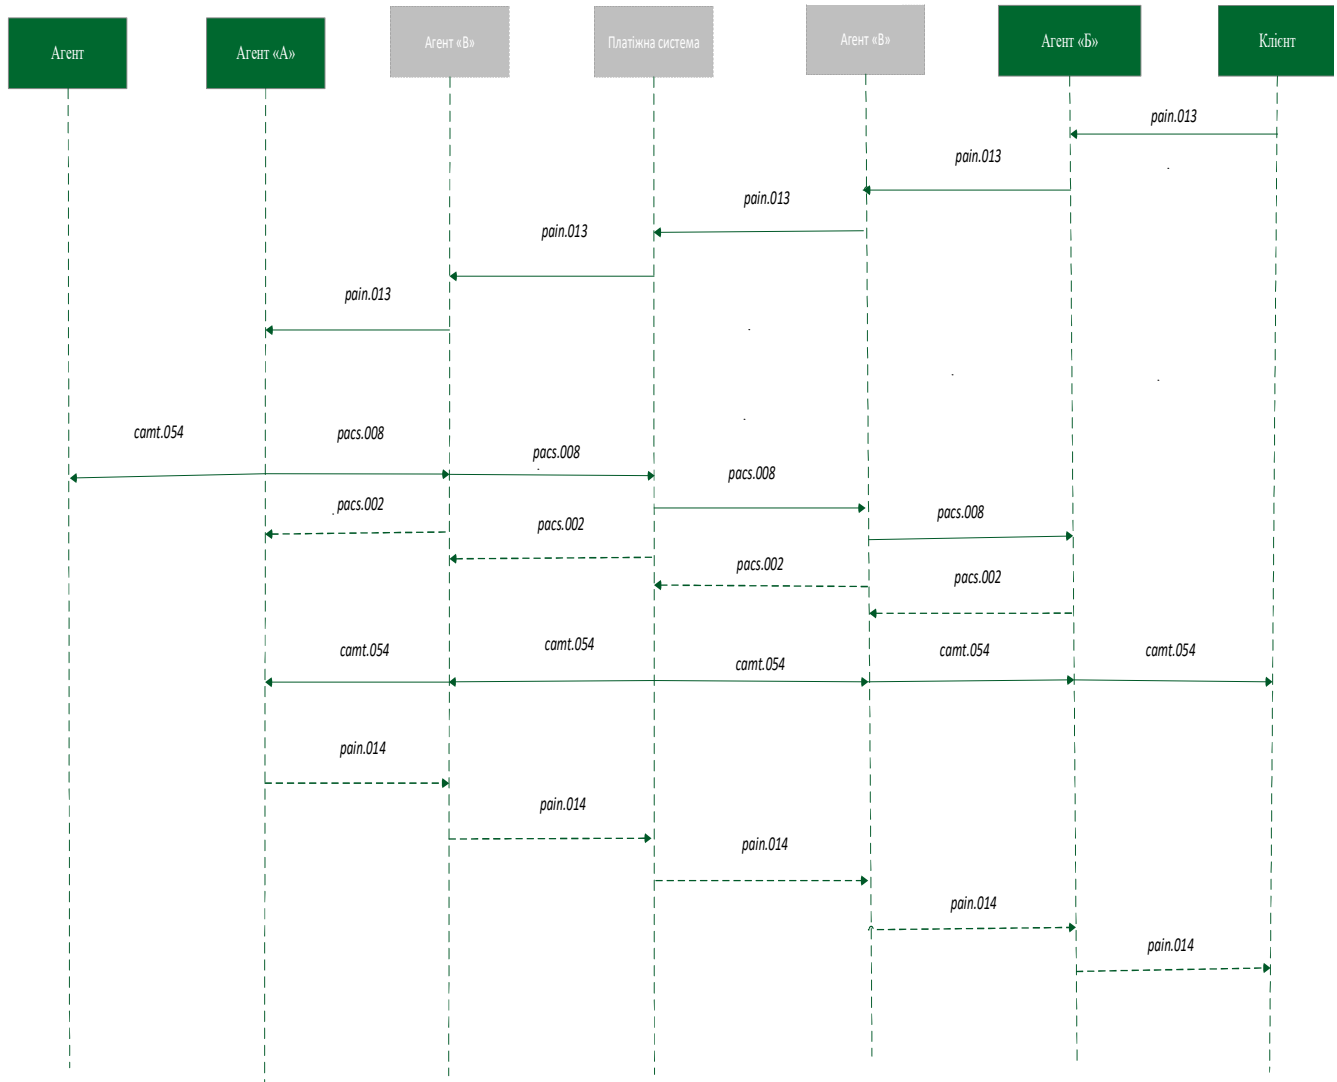 Агент
Агент «А»
Агент «В»
Платіжна система
Агент «В»
Агент «Б»
Клієнт
pain.013
pain.013
pain.013
pain.013
pain.013
camt.054
pacs.008
pacs.008
pacs.008
pacs.002
pacs.008
pacs.002
pacs.002
pacs.002
camt.054
camt.054
camt.054
camt.054
camt.054
pain.014
pain.014
pain.014
pain.014
pain.014